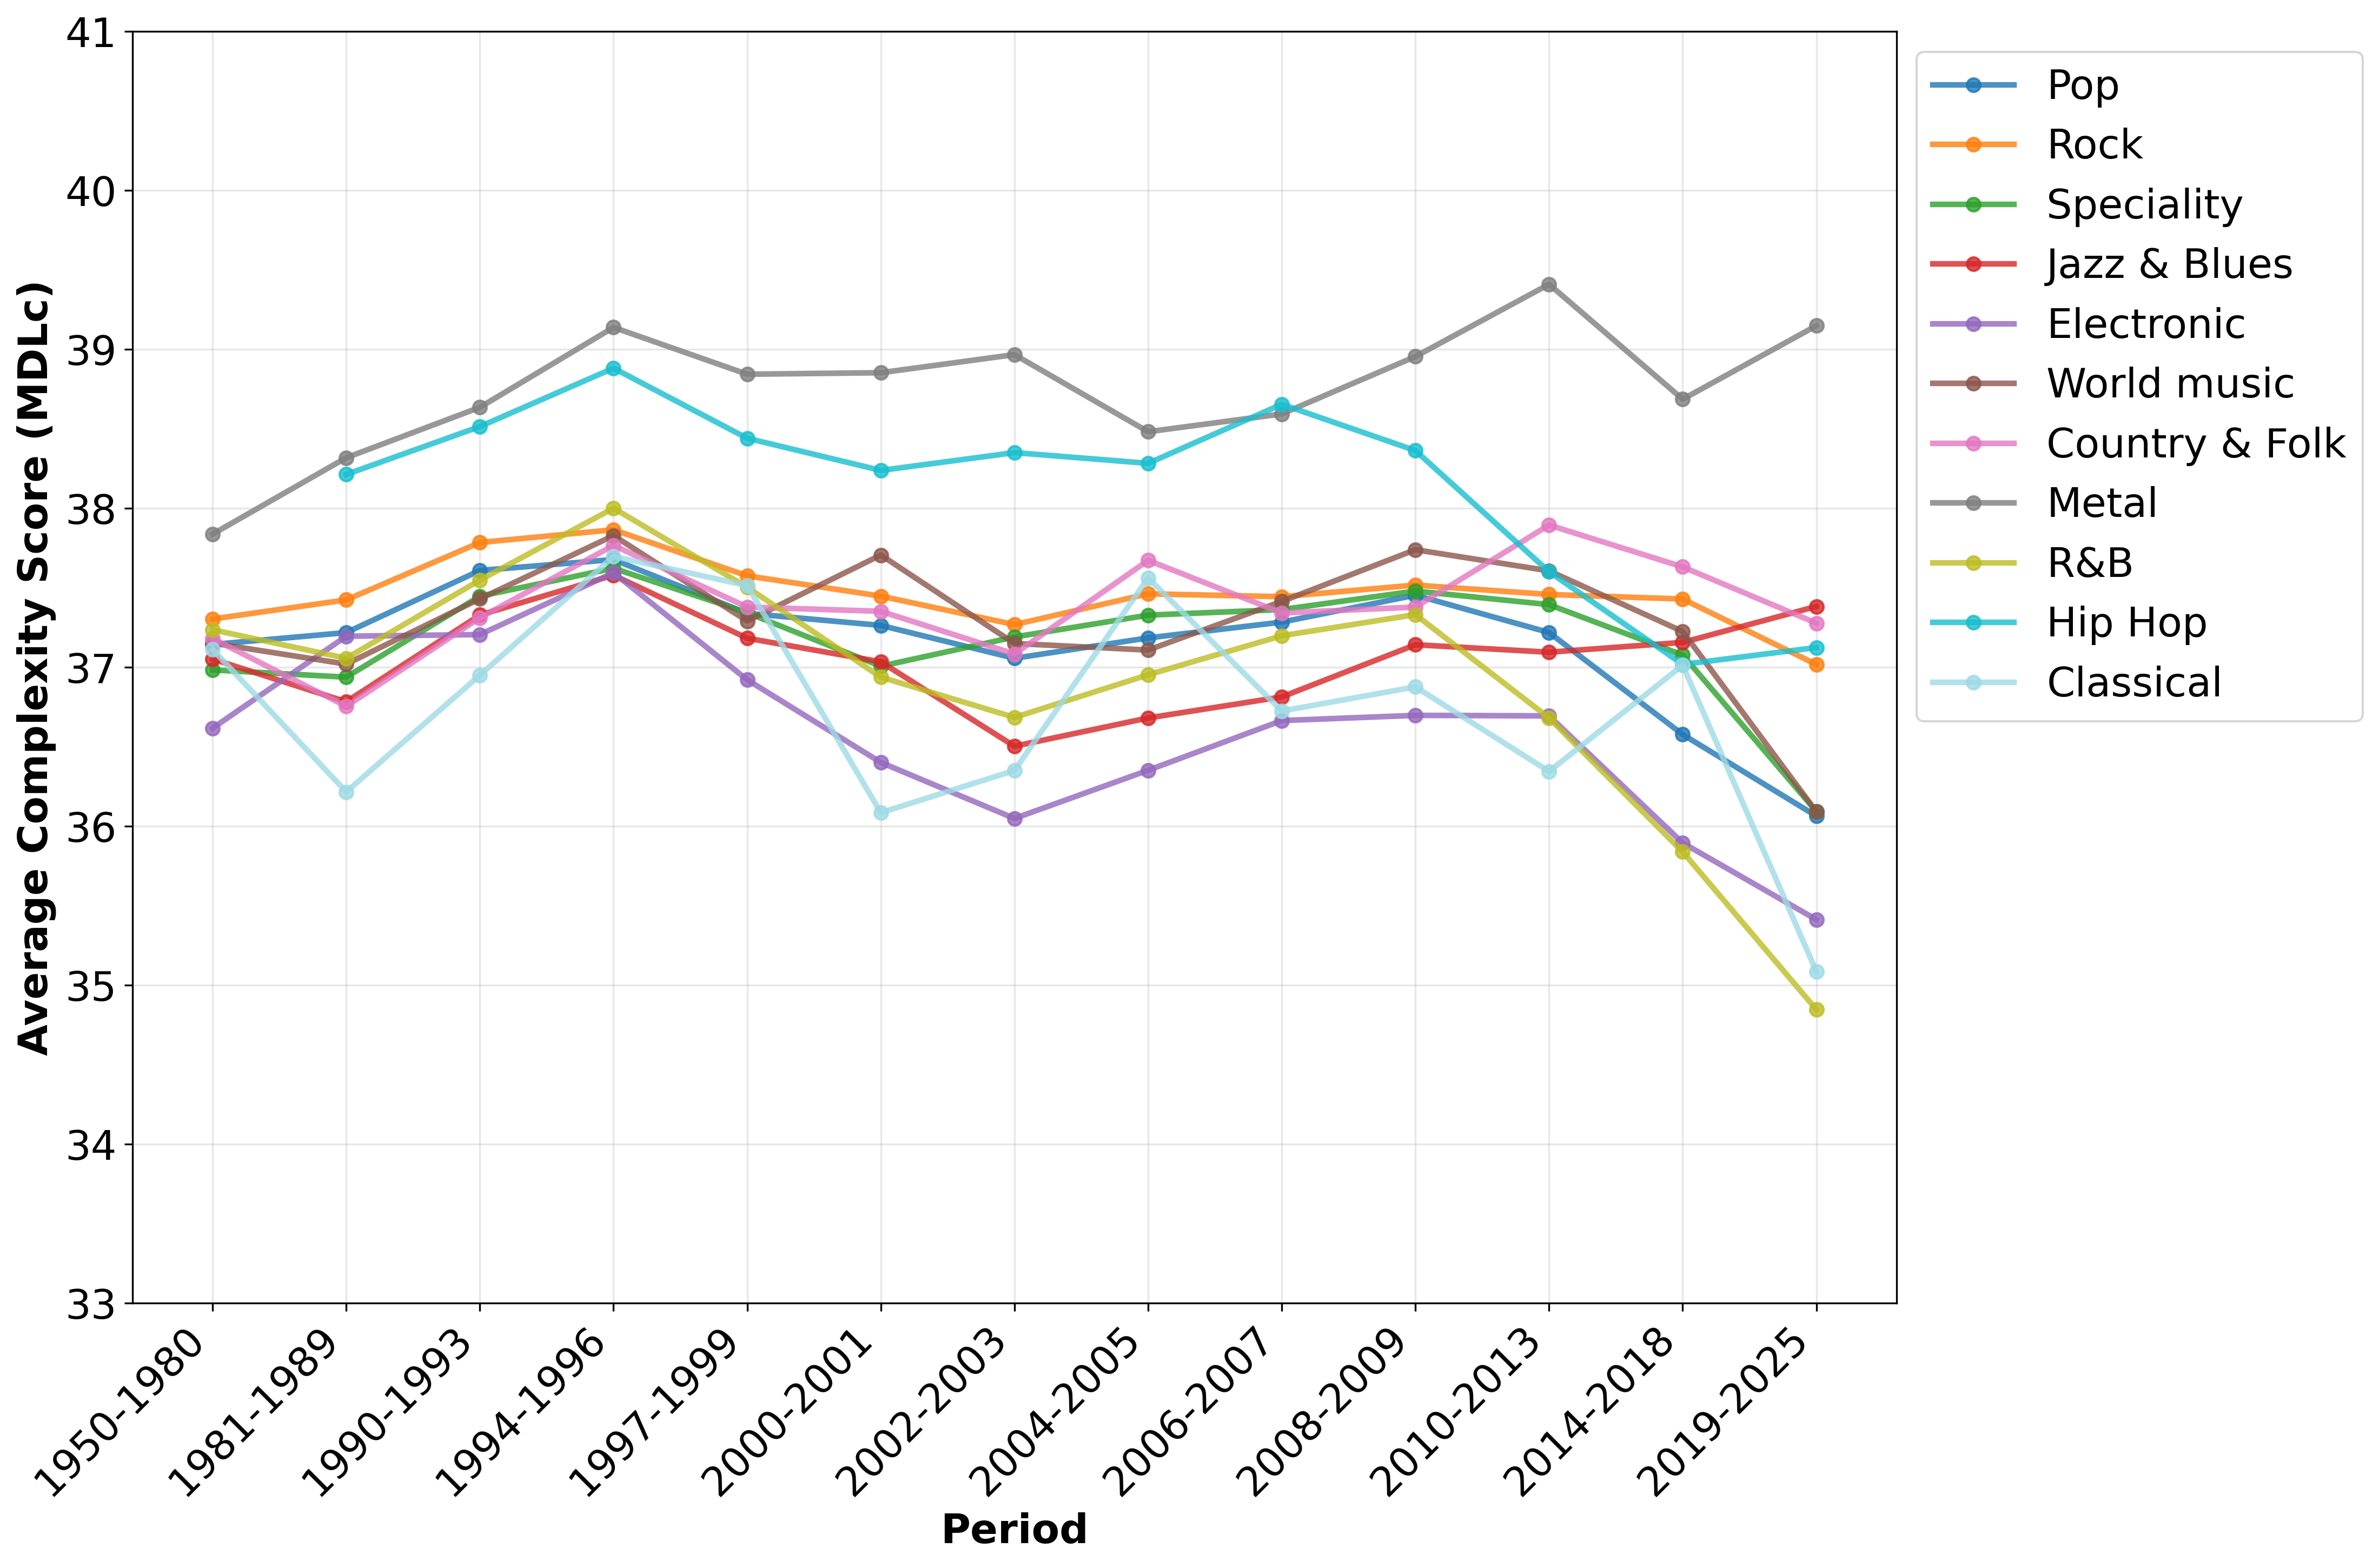 41
40
39
38
37
36
35
34
33
Average Complexity Score (MDLc)
1950-1980
1981-1989
1990-1993
1994-1996
1997-1999
2000-2001
2002-2003
2004-2005
2006-2007
2008-2009
2010-2013
2014-2018
2019-2025
Period
Pop
Rock
Speciality
Jazz & Blues
Electronic
World music
Country & Folk
Metal
R&B
Hip Hop
Classical